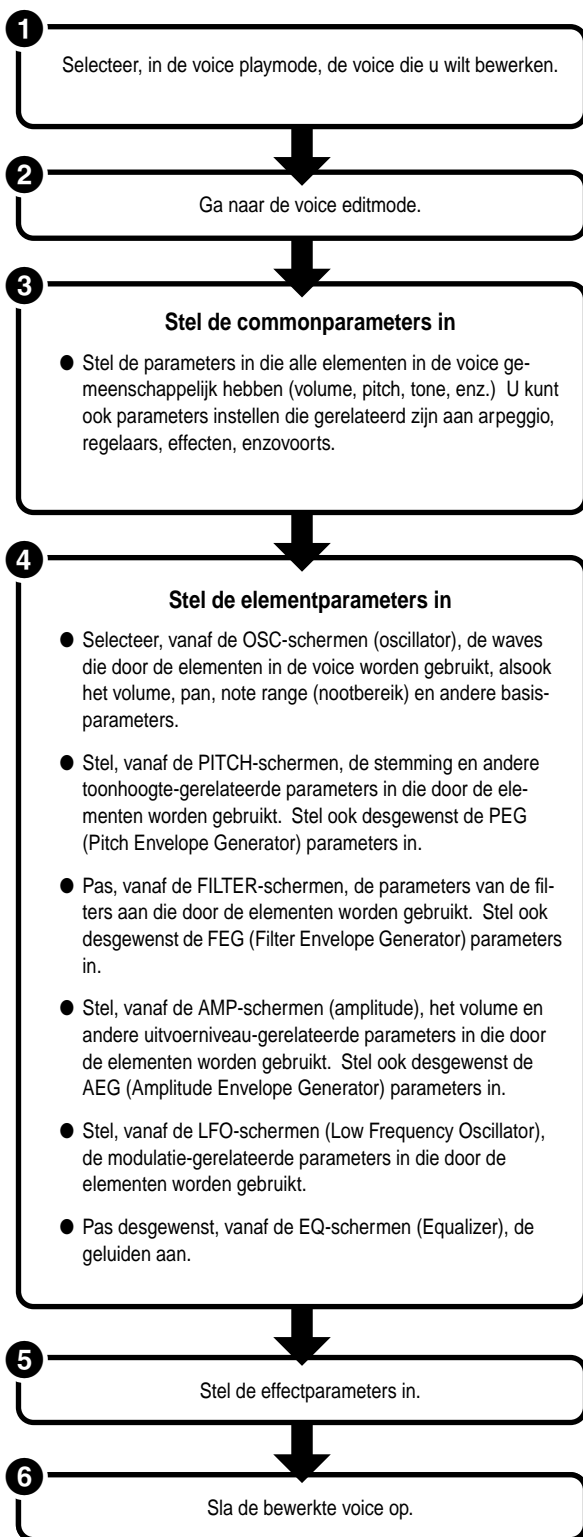 1
Selecteer, in de voice playmode, de voice die u wilt bewerken.
2
Ga naar de voice editmode.
3
Stel de commonparameters in
● Stel de parameters in die alle elementen in de voice ge-
meenschappelijk hebben (volume, pitch, tone, enz.) U kunt
ook parameters instellen die gerelateerd zijn aan arpeggio,
regelaars, effecten, enzovoorts.
4
Stel de elementparameters in
● Selecteer, vanaf de OSC-schermen (oscillator), de waves
die door de elementen in de voice worden gebruikt, alsook
het volume, pan, note range (nootbereik) en andere basis-
parameters.
● Stel, vanaf de PITCH-schermen, de stemming en andere
toonhoogte-gerelateerde parameters in die door de ele-
menten worden gebruikt. Stel ook desgewenst de PEG
(Pitch Envelope Generator) parameters in.
● Pas, vanaf de FILTER-schermen, de parameters van de fil-
ters aan die door de elementen worden gebruikt. Stel ook
desgewenst de FEG (Filter Envelope Generator) parameters
in.
● Stel, vanaf de AMP-schermen (amplitude), het volume en
andere uitvoerniveau-gerelateerde parameters in die door
de elementen worden gebruikt. Stel ook desgewenst de
AEG (Amplitude Envelope Generator) parameters in.
● Stel, vanaf de LFO-schermen (Low Frequency Oscillator),
de modulatie-gerelateerde parameters in die door de
elementen worden gebruikt.
● Pas desgewenst, vanaf de EQ-schermen (Equalizer), de
geluiden aan.
5
Stel de effectparameters in.
6
Sla de bewerkte voice op.